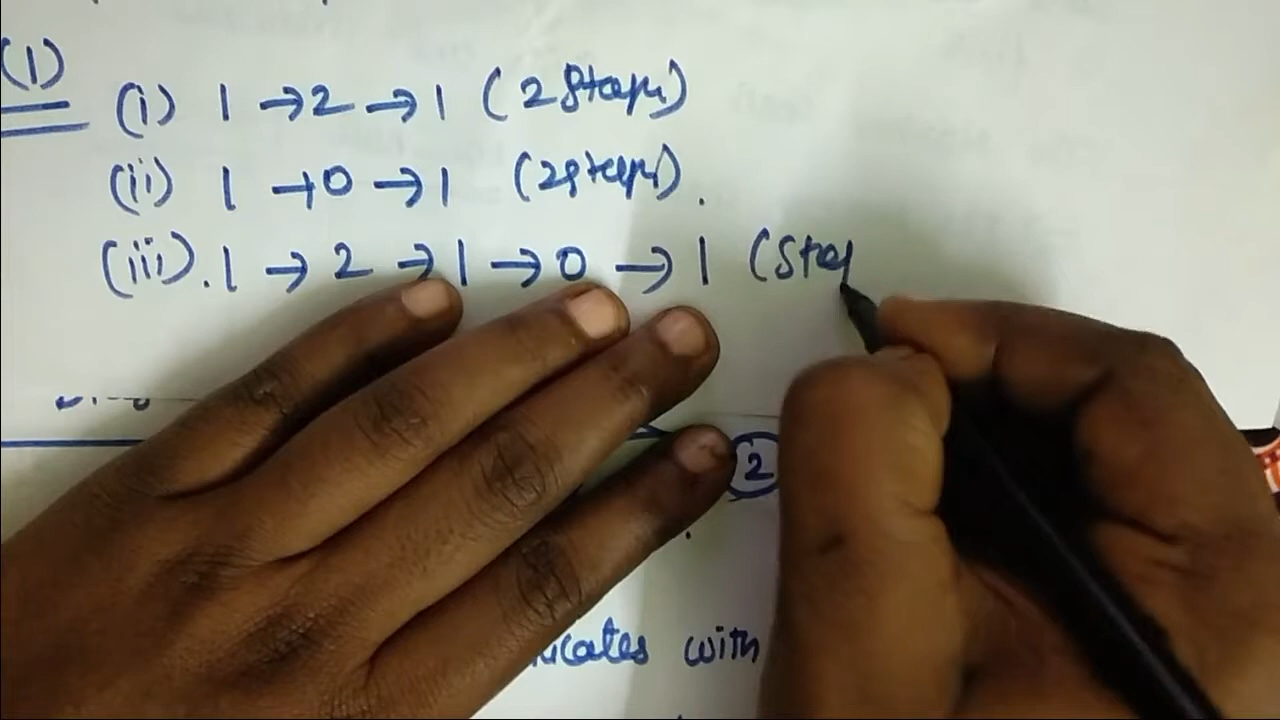 (1)
(i) 1 → 2 → 1 (2 Steps)
(ii) 1 → 0 → 1 (2 steps).
(iii). 1 → 2 → 1 → 0 → 1 (Step
2
with